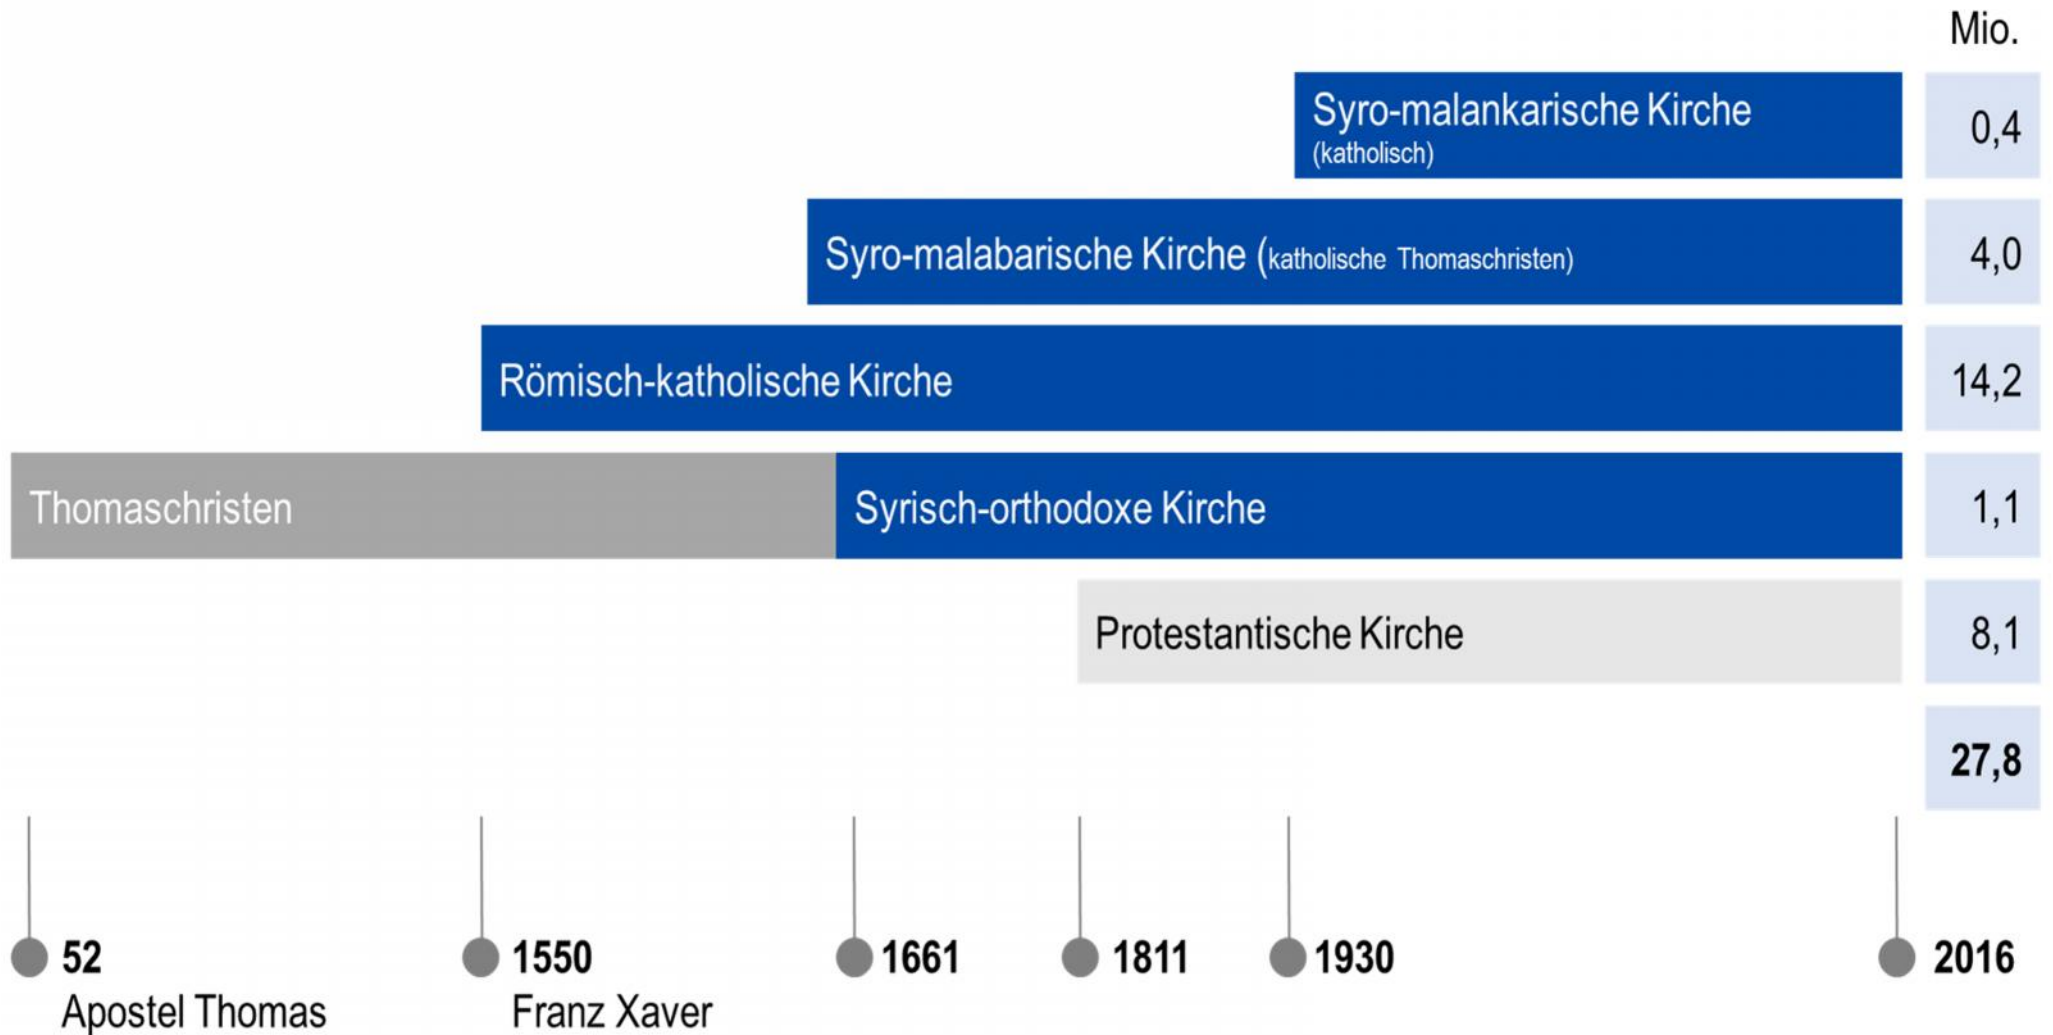 Mio.
Syro-malankarische Kirche
(katholisch)
0,4
Syro-malabarische Kirche (katholische Thomaschristen)
4,0
Römisch-katholische Kirche
14,2
Thomaschristen
Syrisch-orthodoxe Kirche
1,1
Protestantische Kirche
8,1
27,8
52
Apostel Thomas
1550
Franz Xaver
1661
1811
1930
2016